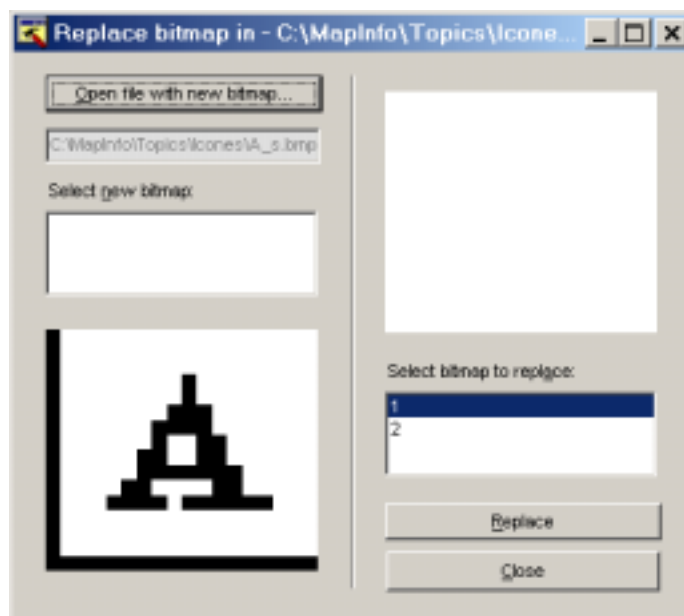 Replace bitmap in - C:\MapInfo\Topics\Icone...
Open file with new bitmap...
C:\MapInfo\Topics\Icones\A_s.bmp
Select new bitmap:
A
Select bitmap to replace:
1
2
Replace
Close